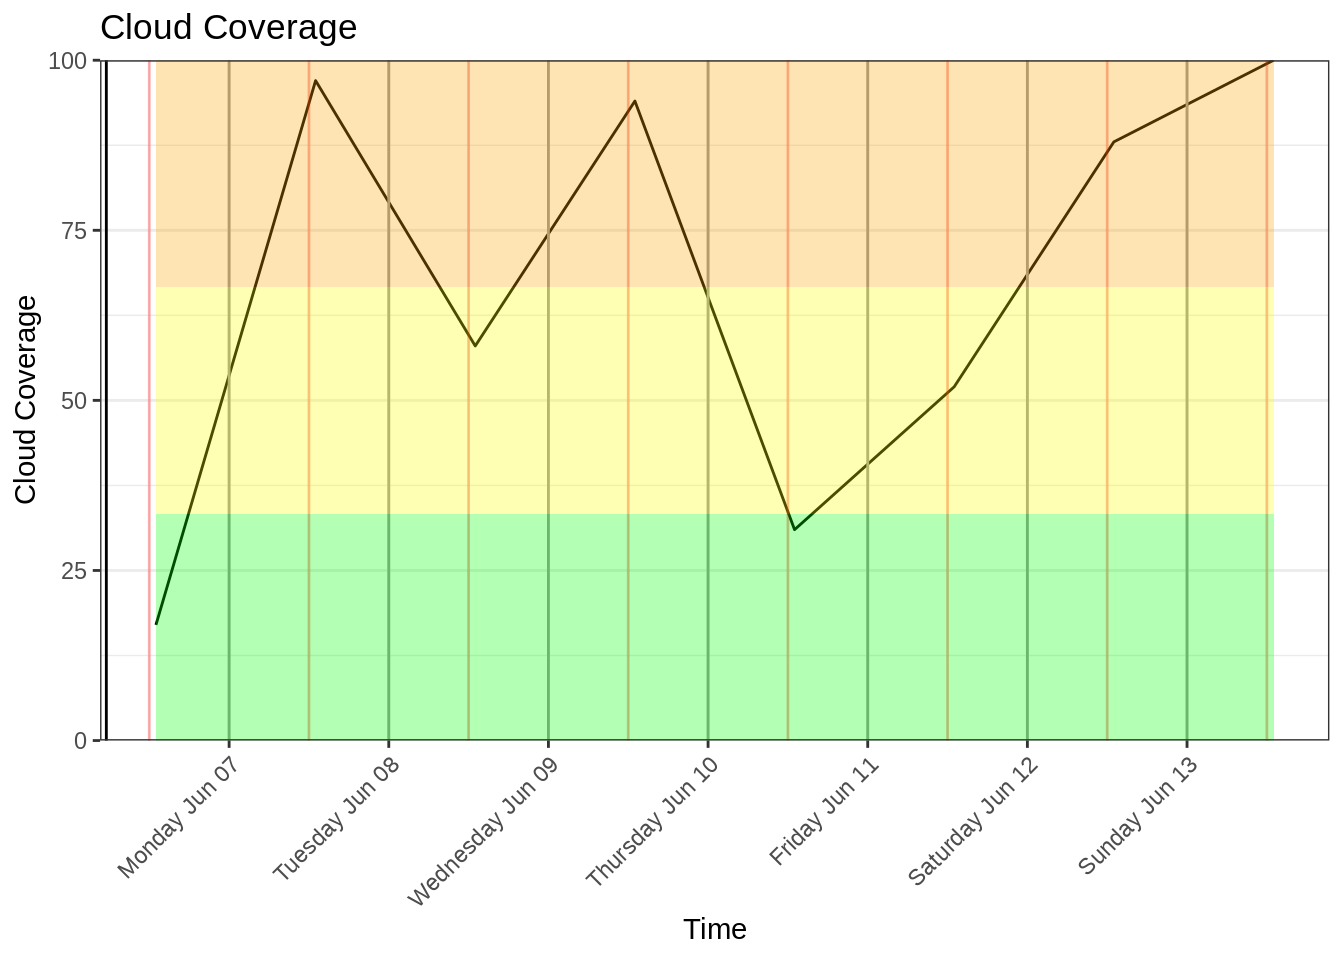 Cloud Coverage
100
75
50
25
0
Cloud Coverage
Monday Jun 07
Tuesday Jun 08
Wednesday Jun 09
Thursday Jun 10
Friday Jun 11
Saturday Jun 12
Sunday Jun 13
Time